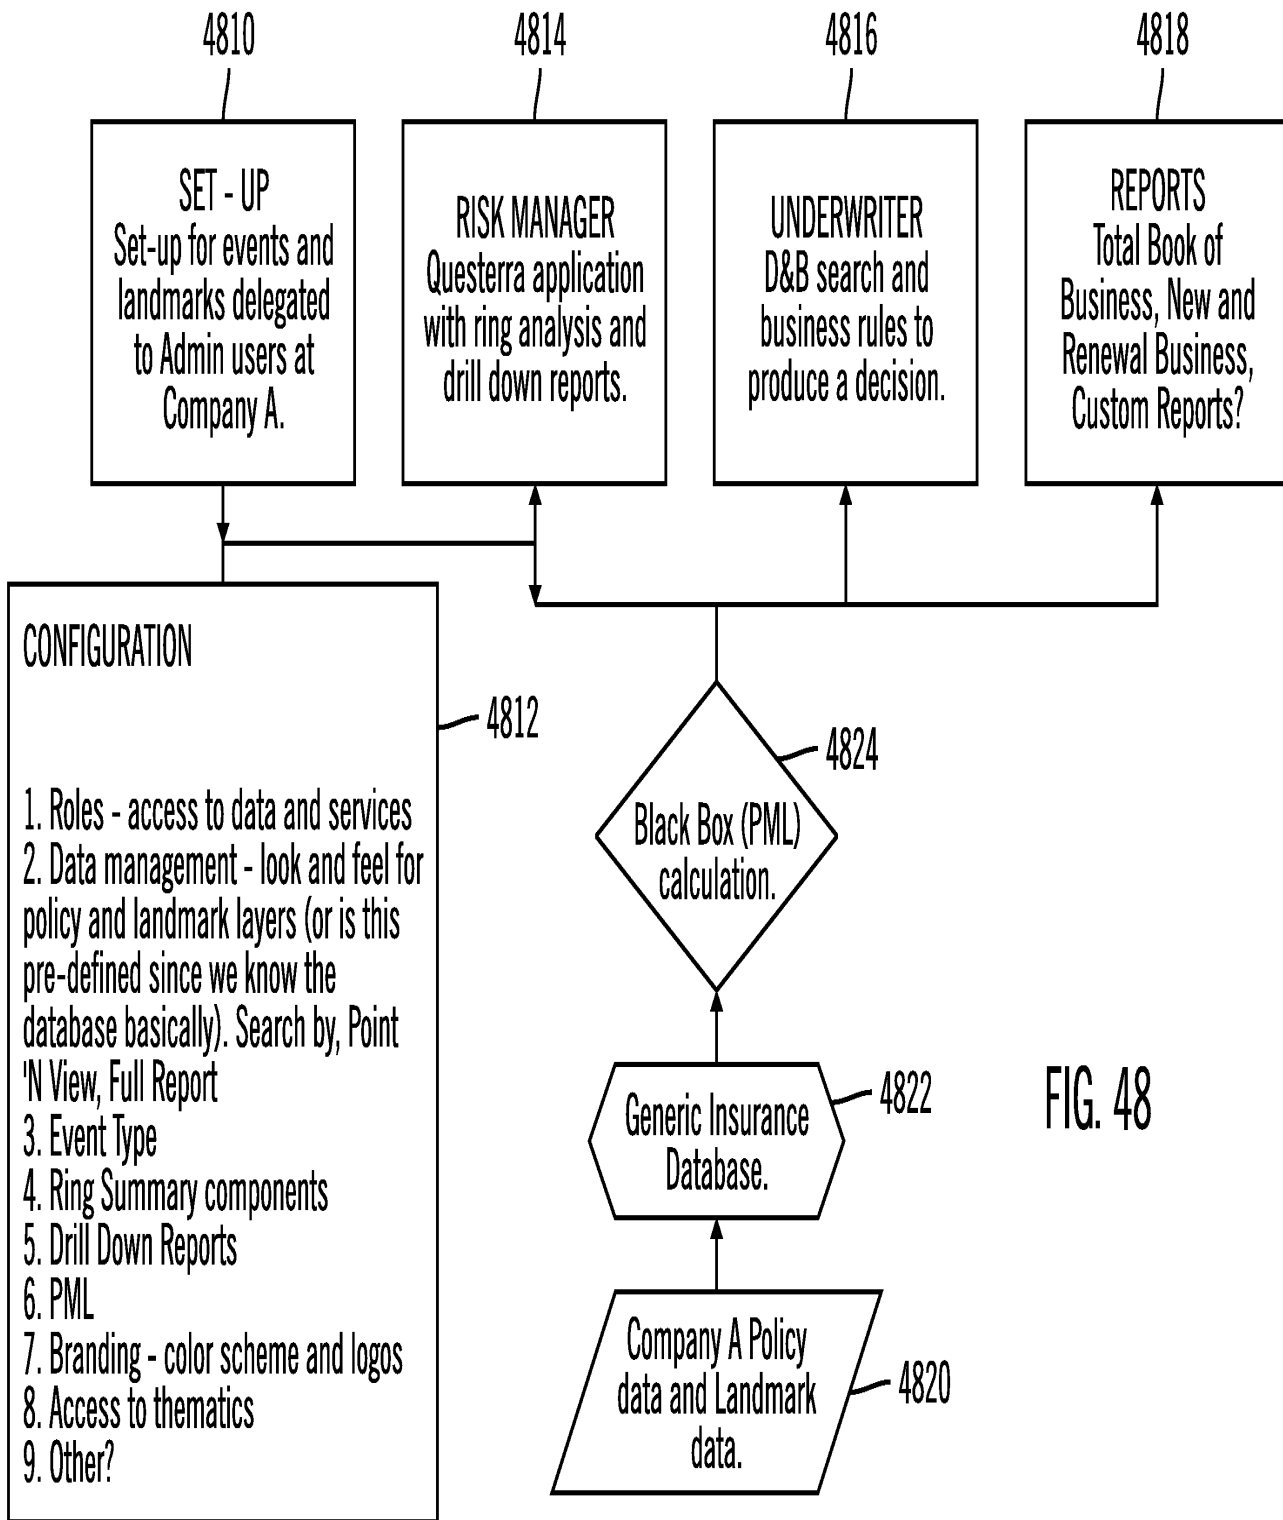 4810
4814
4816
4818
SET - UP
Set-up for events and
landmarks delegated
to Admin users at
Company A.
RISK MANAGER
Questerra application
with ring analysis and
drill down reports.
UNDERWRITER
D&B search and
business rules to
produce a decision.
REPORTS
Total Book of
Business, New and
Renewal Business,
Custom Reports?
CONFIGURATION
4812
1. Roles - access to data and services
2. Data management - look and feel for
policy and landmark layers (or is this
pre-defined since we know the
database basically). Search by, Point
'N View, Full Report
3. Event Type
4. Ring Summary components
5. Drill Down Reports
6. PML
7. Branding - color scheme and logos
8. Access to thematics
9. Other?
4824
Black Box (PML)
calculation.
4822
Generic Insurance
Database.
Company A Policy
data and Landmark
data.
4820
FIG. 48